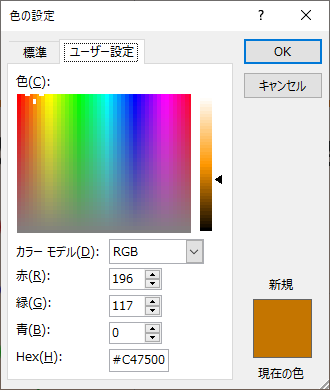 色の設定
? ×
標準
ユーザー設定
OK
キャンセル
色(C):
カラー モデル(D): RGB
赤(R): 196
緑(G): 117
青(B): 0
Hex(H): #C47500
新規
現在の色